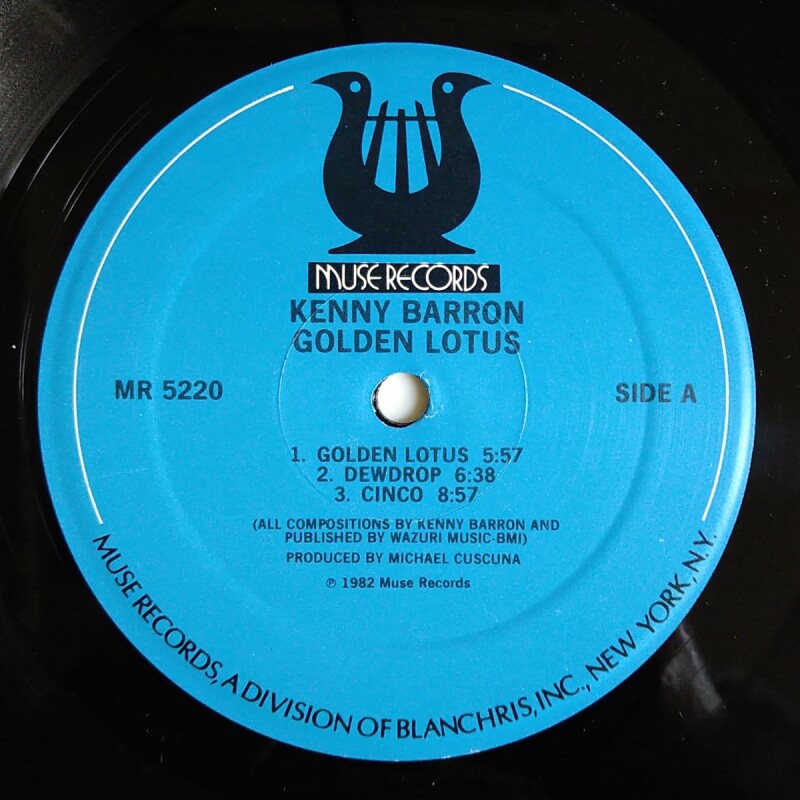 MUSE RECORDS
KENNY BARRON
GOLDEN LOTUS
MR 5220
SIDE A
1. GOLDEN LOTUS 5:57
2. DEWDROP 6:38
3. CINCO 8:57
(ALL COMPOSITIONS BY KENNY BARRON AND
PUBLISHED BY WAZURI MUSIC-BMI)
PRODUCED BY MICHAEL CUSCUNA
℗ 1982 Muse Records
MUSE RECORDS, A DIVISION OF BLANCHRIS, INC., NEW YORK, N.Y.